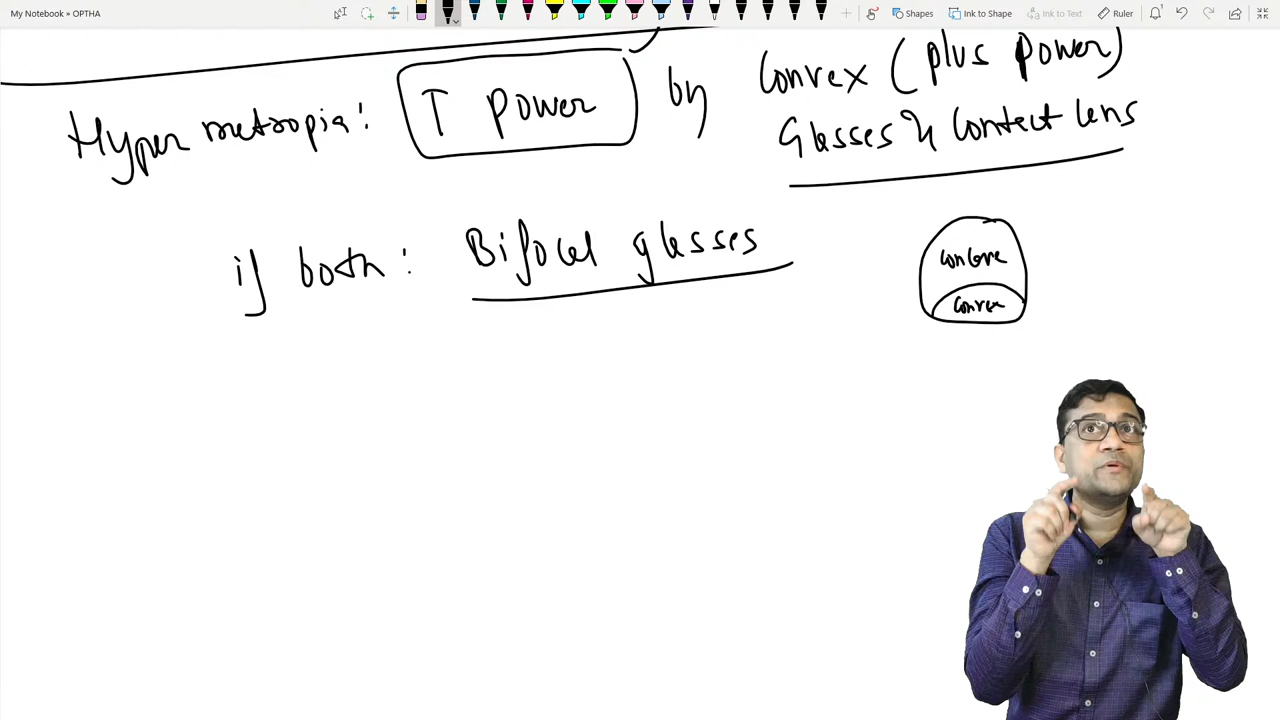 My Notebook » OPTHA
Shapes Ink to Shape Ink to Text Ruler
Hypermetropia: ↑ power by Convex (plus power)
Glasses & Contect lens
if both: Bifocal glasses
Concave
Convex